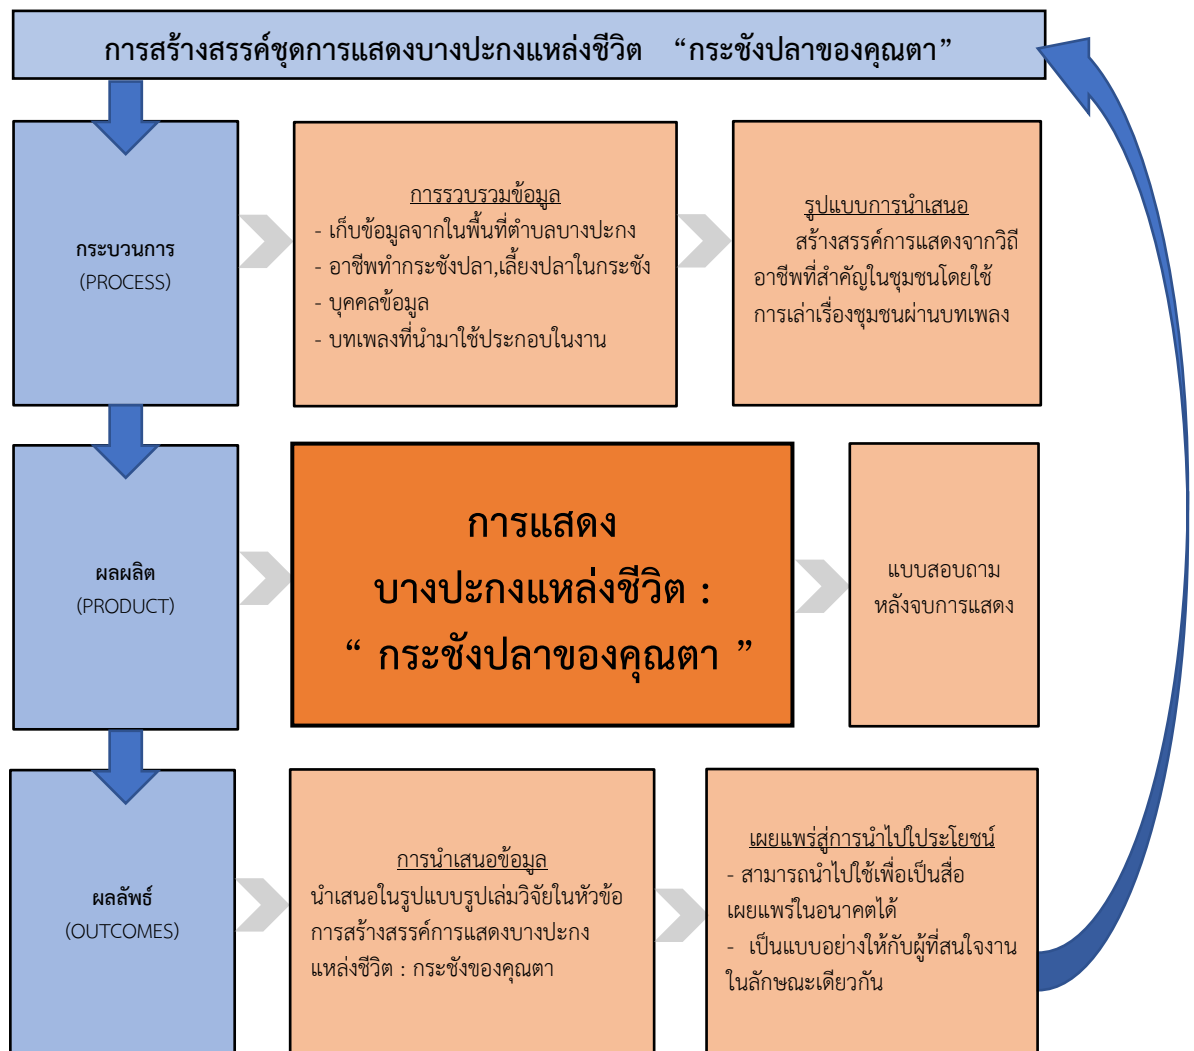 การสร้างสรรค์ชุดการแสดงบางปะกงแหล่งชีวิต “กระชังปลาของคุณตา”
กระบวนการ
(PROCESS)
การรวบรวมข้อมูล
- เก็บข้อมูลจากในพื้นที่ตำบลบางปะกง
- อาชีพทำกระชังปลา,เลี้ยงปลาในกระชัง
- บุคคลข้อมูล
- บทเพลงที่นำมาใช้ประกอบในงาน
รูปแบบการนำเสนอ
สร้างสรรค์การแสดงจากวิถี
อาชีพที่สำคัญในชุมชนโดยใช้
การเล่าเรื่องชุมชนผ่านบทเพลง
ผลผลิต
(PRODUCT)
การแสดง
บางปะกงแหล่งชีวิต :
“ กระชังปลาของคุณตา ”
แบบสอบถาม
หลังจบการแสดง
ผลลัพธ์
(OUTCOMES)
การนำเสนอข้อมูล
นำเสนอในรูปแบบรูปเล่มวิจัยในหัวข้อ
การสร้างสรรค์การแสดงบางปะกง
แหล่งชีวิต : กระชังของคุณตา
เผยแพร่สู่การนำไปใประโยชน์
- สามารถนำไปใช้เพื่อเป็นสื่อ
เผยแพร่ในอนาคตได้
- เป็นแบบอย่างให้กับผู้ที่สนใจงาน
ในลักษณะเดียวกัน